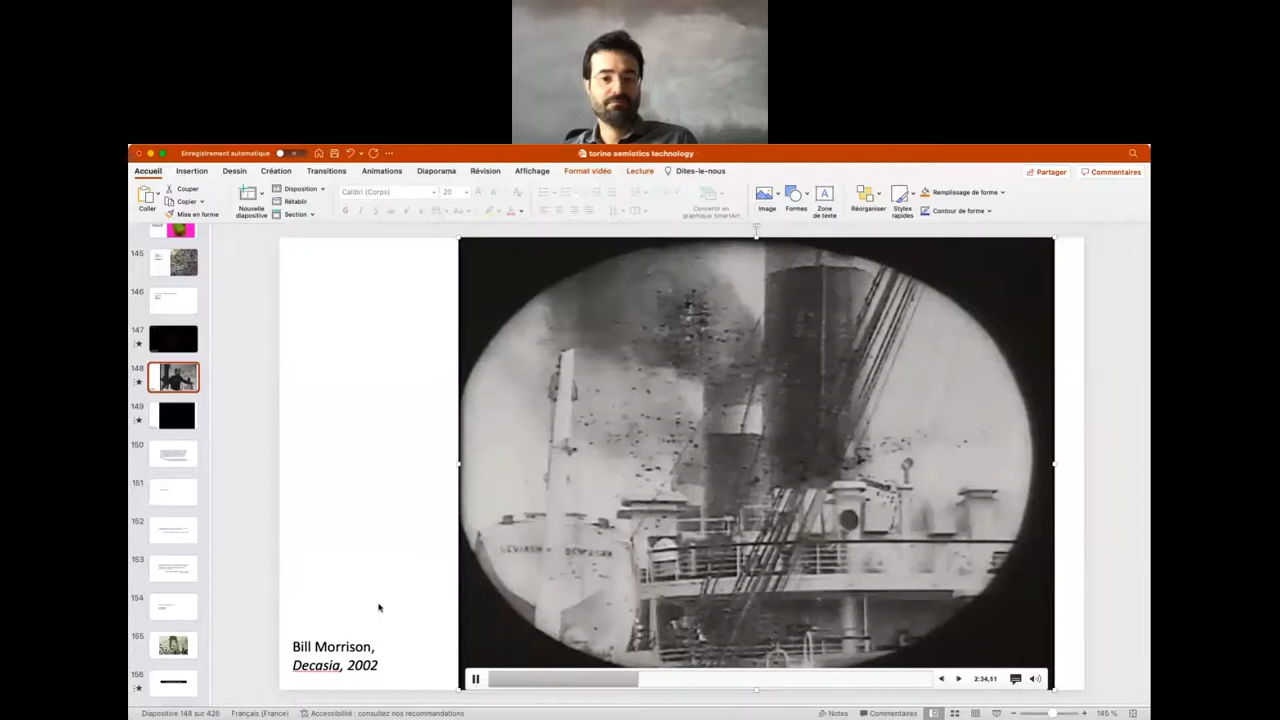 Enregistrement automatique
torino semiotics technology
Accueil Insertion Dessin Création Transitions Animations Diaporama Révision Affichage Format vidéo Lecture Dites-le-nous
Partager Commentaires
Coller
Couper
Copier
Mise en forme
Nouvelle diapositive
Disposition
Rétablir
Section
Calibri (Corps) 20
Convertir en graphique SmartArt
Image
Formes
Zone de texte
Réorganiser
Styles rapides
Remplissage de forme
Contour de forme
145
146
147
148
149
150
151
152
153
154
155
156
Bill Morrison,
Decasia, 2002
2:34,51
Diapositive 148 sur 426 Français (France) Accessibilité : consultez nos recommandations Notes Commentaires 145 %